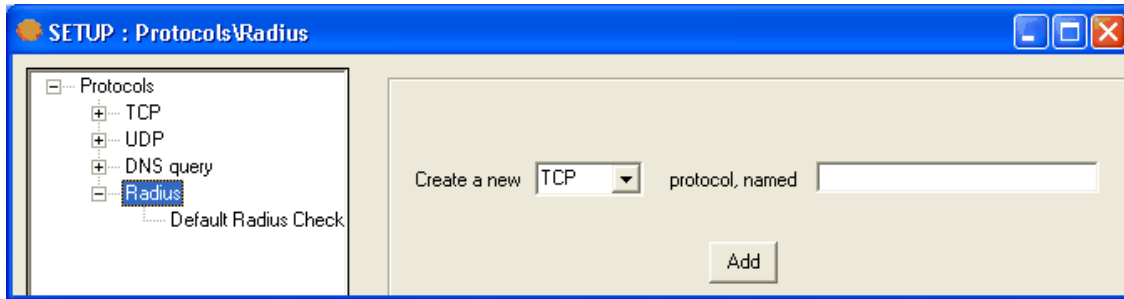 SETUP : Protocols\Radius
Protocols
TCP
UDP
DNS query
Radius
Default Radius Check
Create a new TCP protocol, named
Add